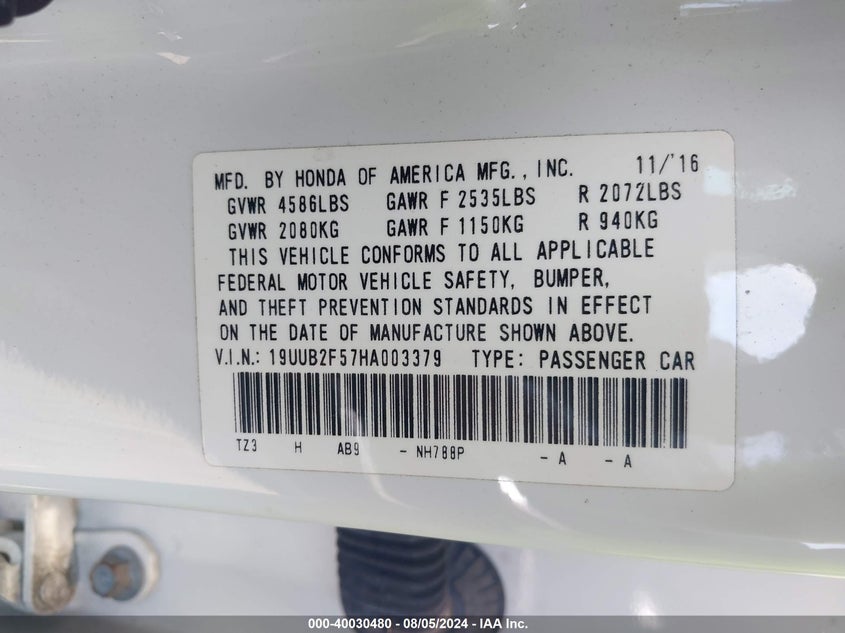 MFD. BY HONDA OF AMERICA MFG., INC. 11/'16
GVWR 4586LBS GAWR F 2535LBS R 2072LBS
GVWR 2080KG GAWR F 1150KG R 940KG
THIS VEHICLE CONFORMS TO ALL APPLICABLE
FEDERAL MOTOR VEHICLE SAFETY, BUMPER,
AND THEFT PREVENTION STANDARDS IN EFFECT
ON THE DATE OF MANUFACTURE SHOWN ABOVE.
V.I.N.: 19UUB2F57HA003379 TYPE: PASSENGER CAR
TZ3 H AB9 - NH788P - A - A
000-40030480 - 08/05/2024 - IAA Inc.